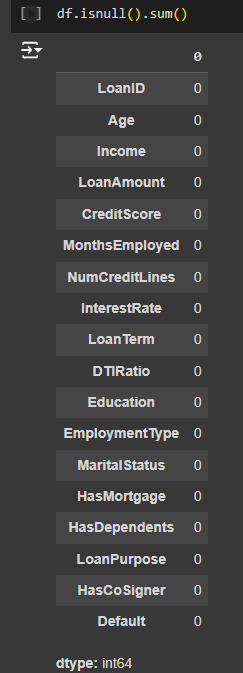 df.isnull().sum()
0
LoanID 0
Age 0
Income 0
LoanAmount 0
CreditScore 0
MonthsEmployed 0
NumCreditLines 0
InterestRate 0
LoanTerm 0
DTIRatio 0
Education 0
EmploymentType 0
MaritalStatus 0
HasMortgage 0
HasDependents 0
LoanPurpose 0
HasCoSigner 0
Default 0
dtype: int64